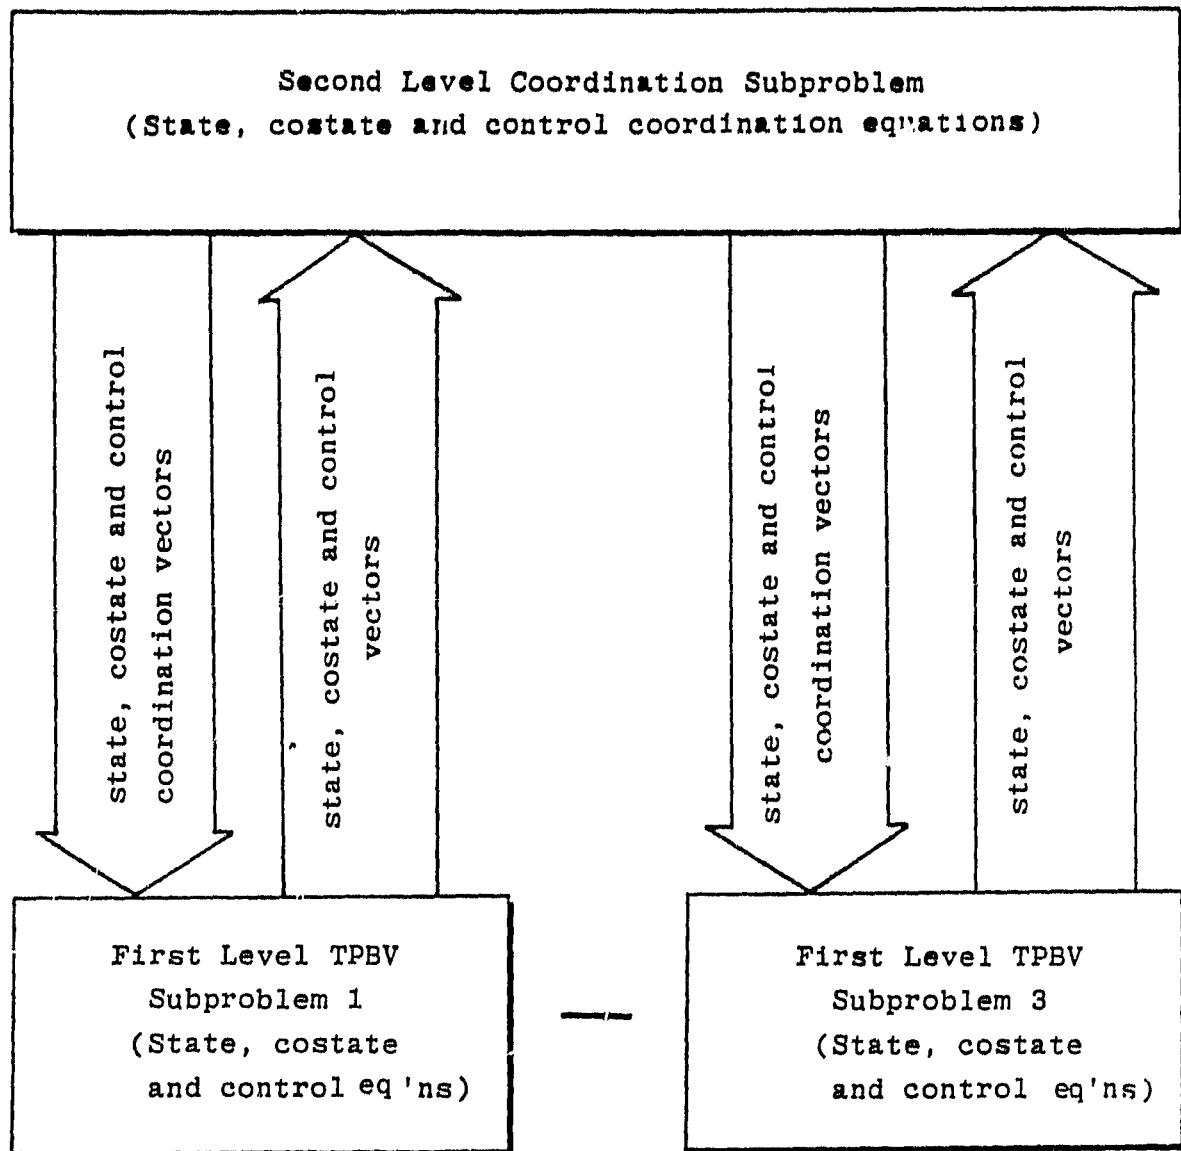 Second Level Coordination Subproblem
(State, costate and control coordination equations)
state, costate and control
coordination vectors
state, costate and control
vectors
state, costate and control
coordination vectors
state, costate and control
vectors
First Level TPBV
Subproblem 1
(State, costate
and control eq'ns)
First Level TPBV
Subproblem 3
(State, costate
and control eq'ns)